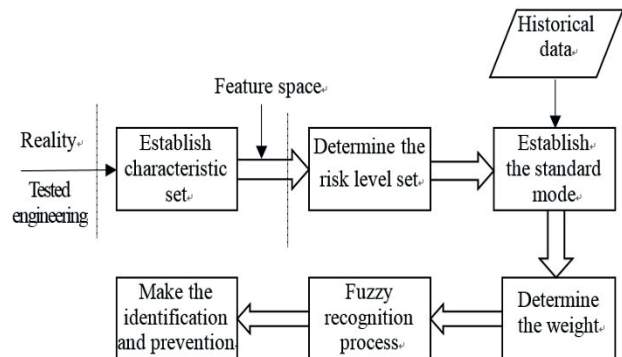 Historical
data
Feature space
Reality
Tested
engineering
Establish
characteristic
set
Determine the
risk level set
Establish
the standard
mode
Make the
identification
and prevention
Fuzzy
recognition
process
Determine
the weight